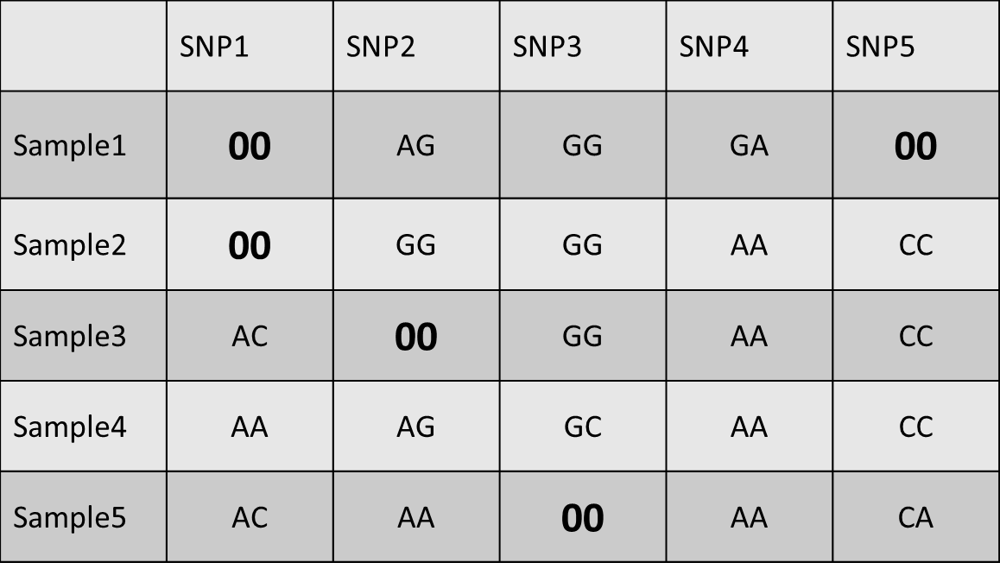 SNP1 SNP2 SNP3 SNP4 SNP5
Sample1 00 AG GG GA 00
Sample2 00 GG GG AA CC
Sample3 AC 00 GG AA CC
Sample4 AA AG GC AA CC
Sample5 AC AA 00 AA CA